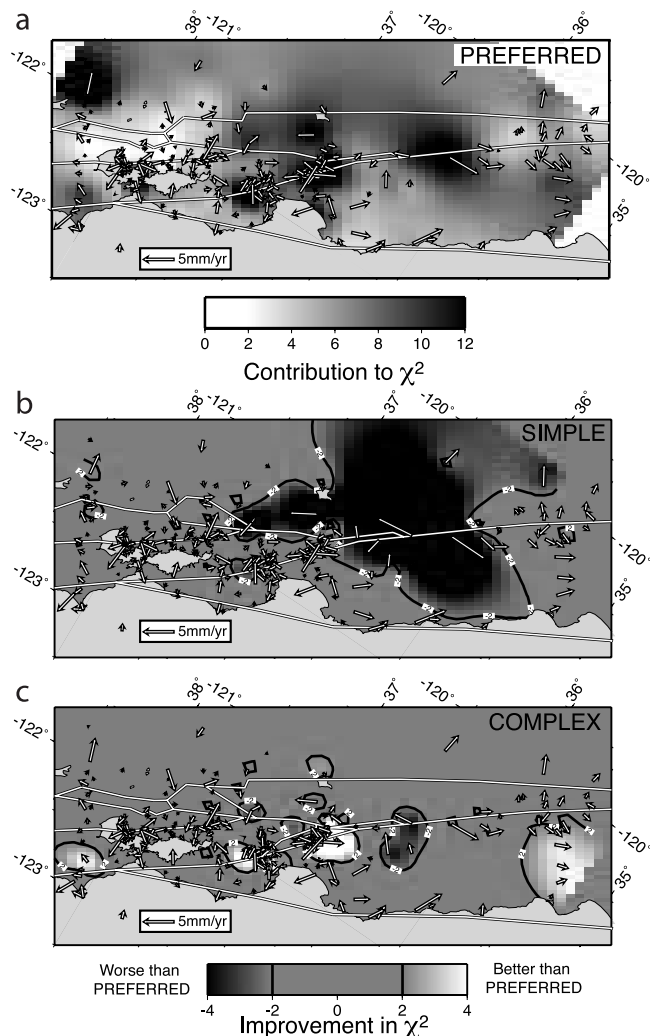 a
38° -121° 37 -120° 36
-122°
PREFERRED
-123°
-120°
35°
5mm/yr
0 2 4 6 8 10 12
Contribution to χ²
b
38° -121° 37 -120° 36
-122°
SIMPLE
-123°
-120°
35°
5mm/yr
c
38° -121° 37 -120° 36
-122°
COMPLEX
-123°
-120°
35°
5mm/yr
Worse than PREFERRED
Better than PREFERRED
-4 -2 0 2 4
Improvement in χ²